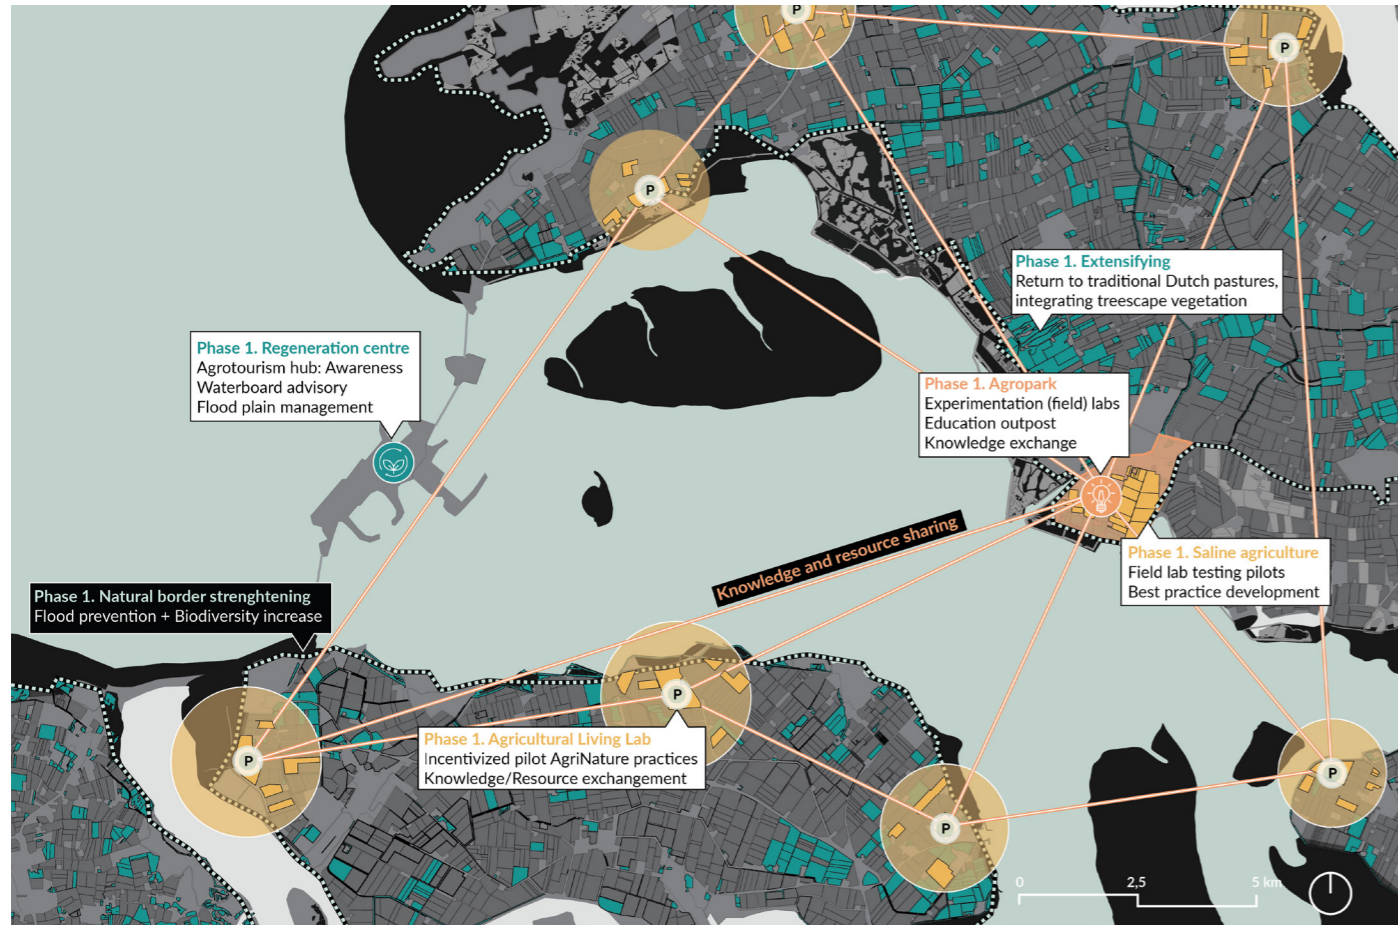 P
P
P
Phase 1. Extensifying
Return to traditional Dutch pastures,
integrating treescape vegetation
Phase 1. Regeneration centre
Agrotourism hub: Awareness
Waterboard advisory
Flood plain management
Phase 1. Agropark
Experimentation (field) labs
Education outpost
Knowledge exchange
Knowledge and resource sharing
Phase 1. Saline agriculture
Field lab testing pilots
Best practice development
Phase 1. Natural border strenghtening
Flood prevention + Biodiversity increase
P
P
Phase 1. Agricultural Living Lab
Incentivized pilot AgriNature practices
Knowledge/Resource exchangement
P
P
0 2,5 5 km